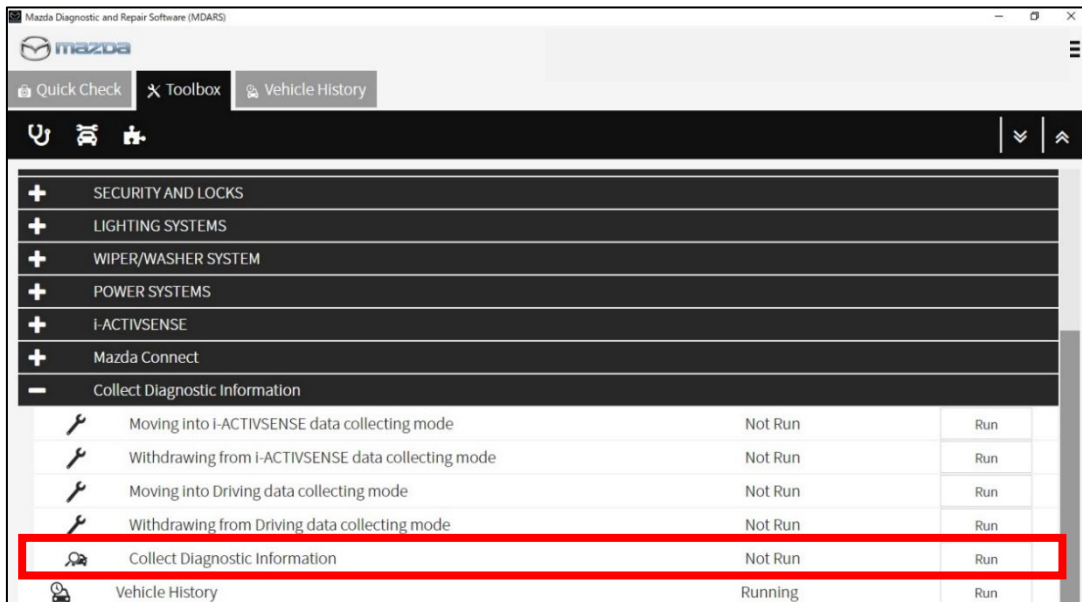 Mazda Diagnostic and Repair Software (MDARS)
mazda
Quick Check Toolbox Vehicle History
SECURITY AND LOCKS
LIGHTING SYSTEMS
WIPER/WASHER SYSTEM
POWER SYSTEMS
i-ACTIVSENSE
Mazda Connect
Collect Diagnostic Information
Moving into i-ACTIVSENSE data collecting mode Not Run Run
Withdrawing from i-ACTIVSENSE data collecting mode Not Run Run
Moving into Driving data collecting mode Not Run Run
Withdrawing from Driving data collecting mode Not Run Run
Collect Diagnostic Information Not Run Run
Vehicle History Running Run